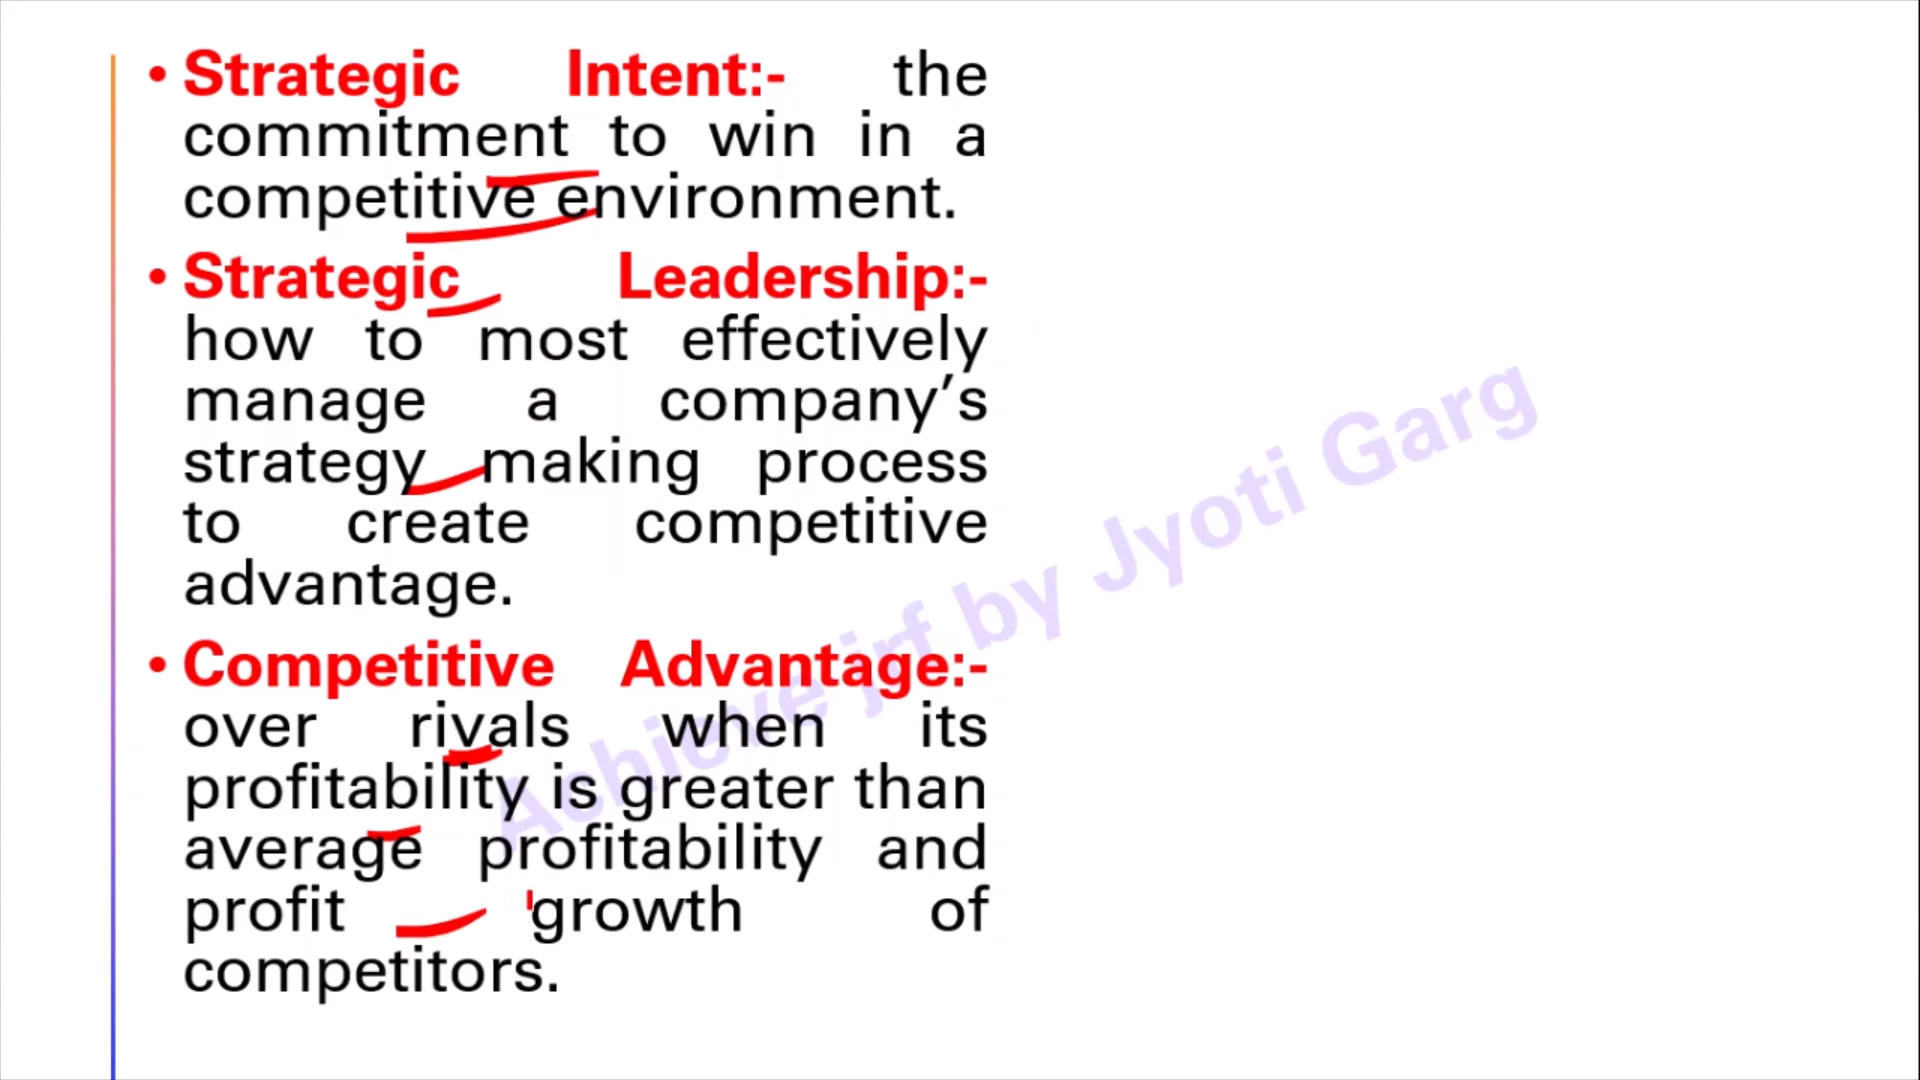 • Strategic Intent:- the
commitment to win in a
competitive environment.
• Strategic Leadership:-
how to most effectively
manage a company’s
strategy making process
to create competitive
advantage.
• Competitive Advantage:-
over rivals when its
profitability is greater than
average profitability and
profit growth of
competitors.
Achieve jrf by Jyoti Garg